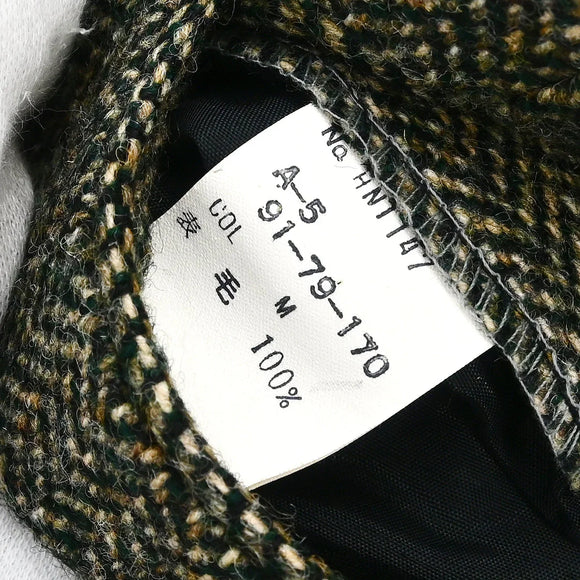 No HN1147
A-5
91-79-170
COL M
表 毛 100%